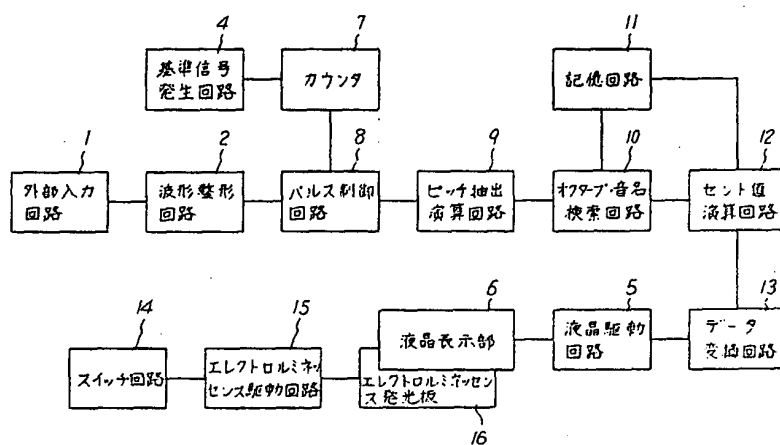 4
7
11
基準信号
発生回路
カウンタ
記憶回路
1
2
8
9
10
12
外部入力
回路
波形整形
回路
パルス制御
回路
ピッチ抽出
演算回路
オクターブ・音名
検索回路
セント値
演算回路
14
15
6
5
13
スイッチ回路
エレクトロルミネッ
センス駆動回路
液晶表示部
液晶駆動
回路
データ
変換回路
エレクトロルミネッセン
ス発光板
16